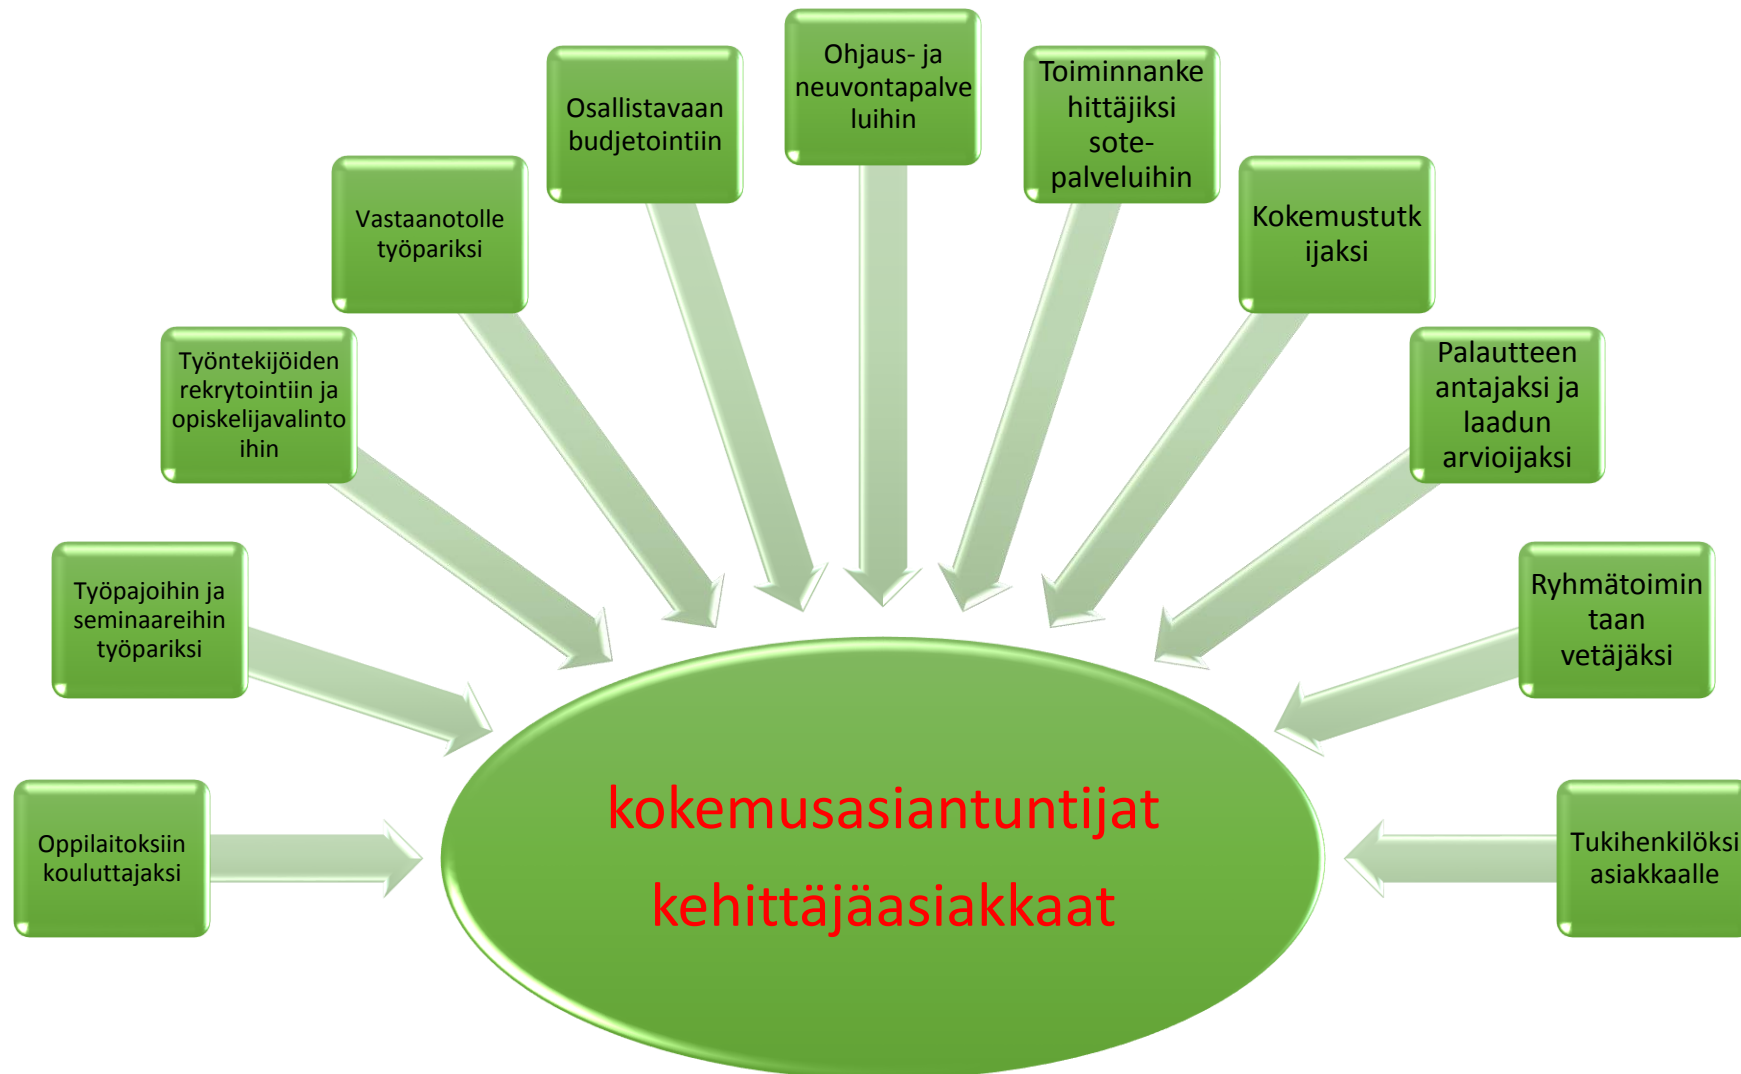 Oppilaitoksiin
kouluttajaksi
Työpajoihin ja
seminaareihin
työpariksi
Työntekijöiden
rekrytointiin ja
opiskelijavalinto
ihin
Vastaanotolle
työpariksi
Osallistavaan
budjetointiin
Ohjaus- ja
neuvontapalve
luihin
Toiminnanke
hittäjiksi
sote-
palveluihin
Kokemustutk
ijaksi
Palautteen
antajaksi ja
laadun
arvioijaksi
Ryhmätoimin
taan
vetäjäksi
Tukihenkilöksi
asiakkaalle
kokemusasiantuntijat
kehittäjäasiakkaat